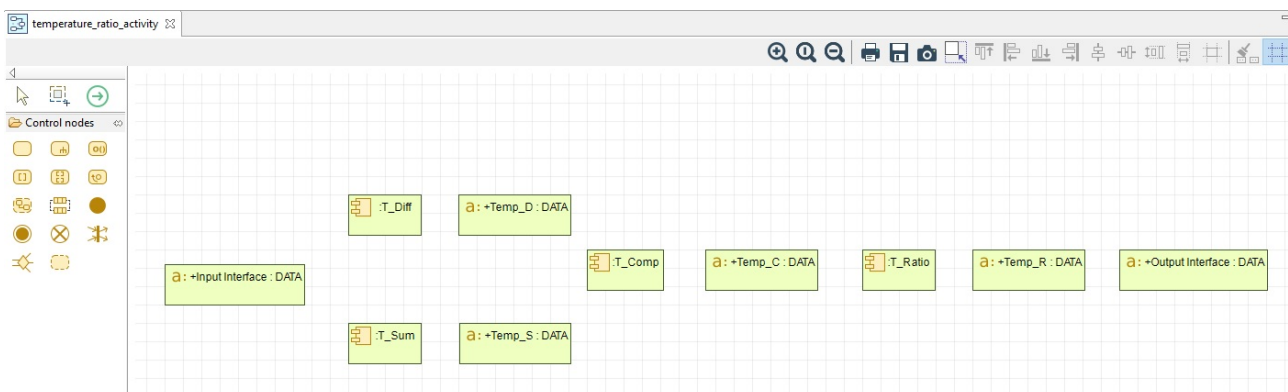 temperature_ratio_activity
Control nodes
:T_Diff
a: +Temp_D : DATA
:T_Comp
a: +Temp_C : DATA
:T_Ratio
a: +Temp_R : DATA
a: +Output Interface : DATA
a: +Input Interface : DATA
:T_Sum
a: +Temp_S : DATA